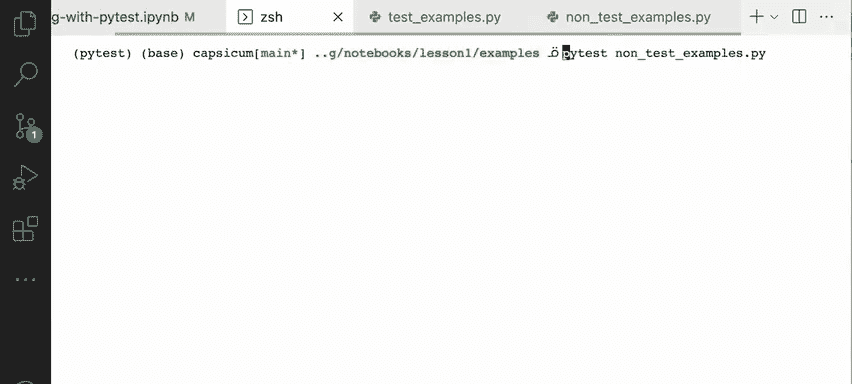 g-with-pytest.ipynb M zsh test_examples.py non_test_examples.py
(pytest) (base) capsicum[main*] ..g/notebooks/lesson1/examples ö pytest non_test_examples.py
1